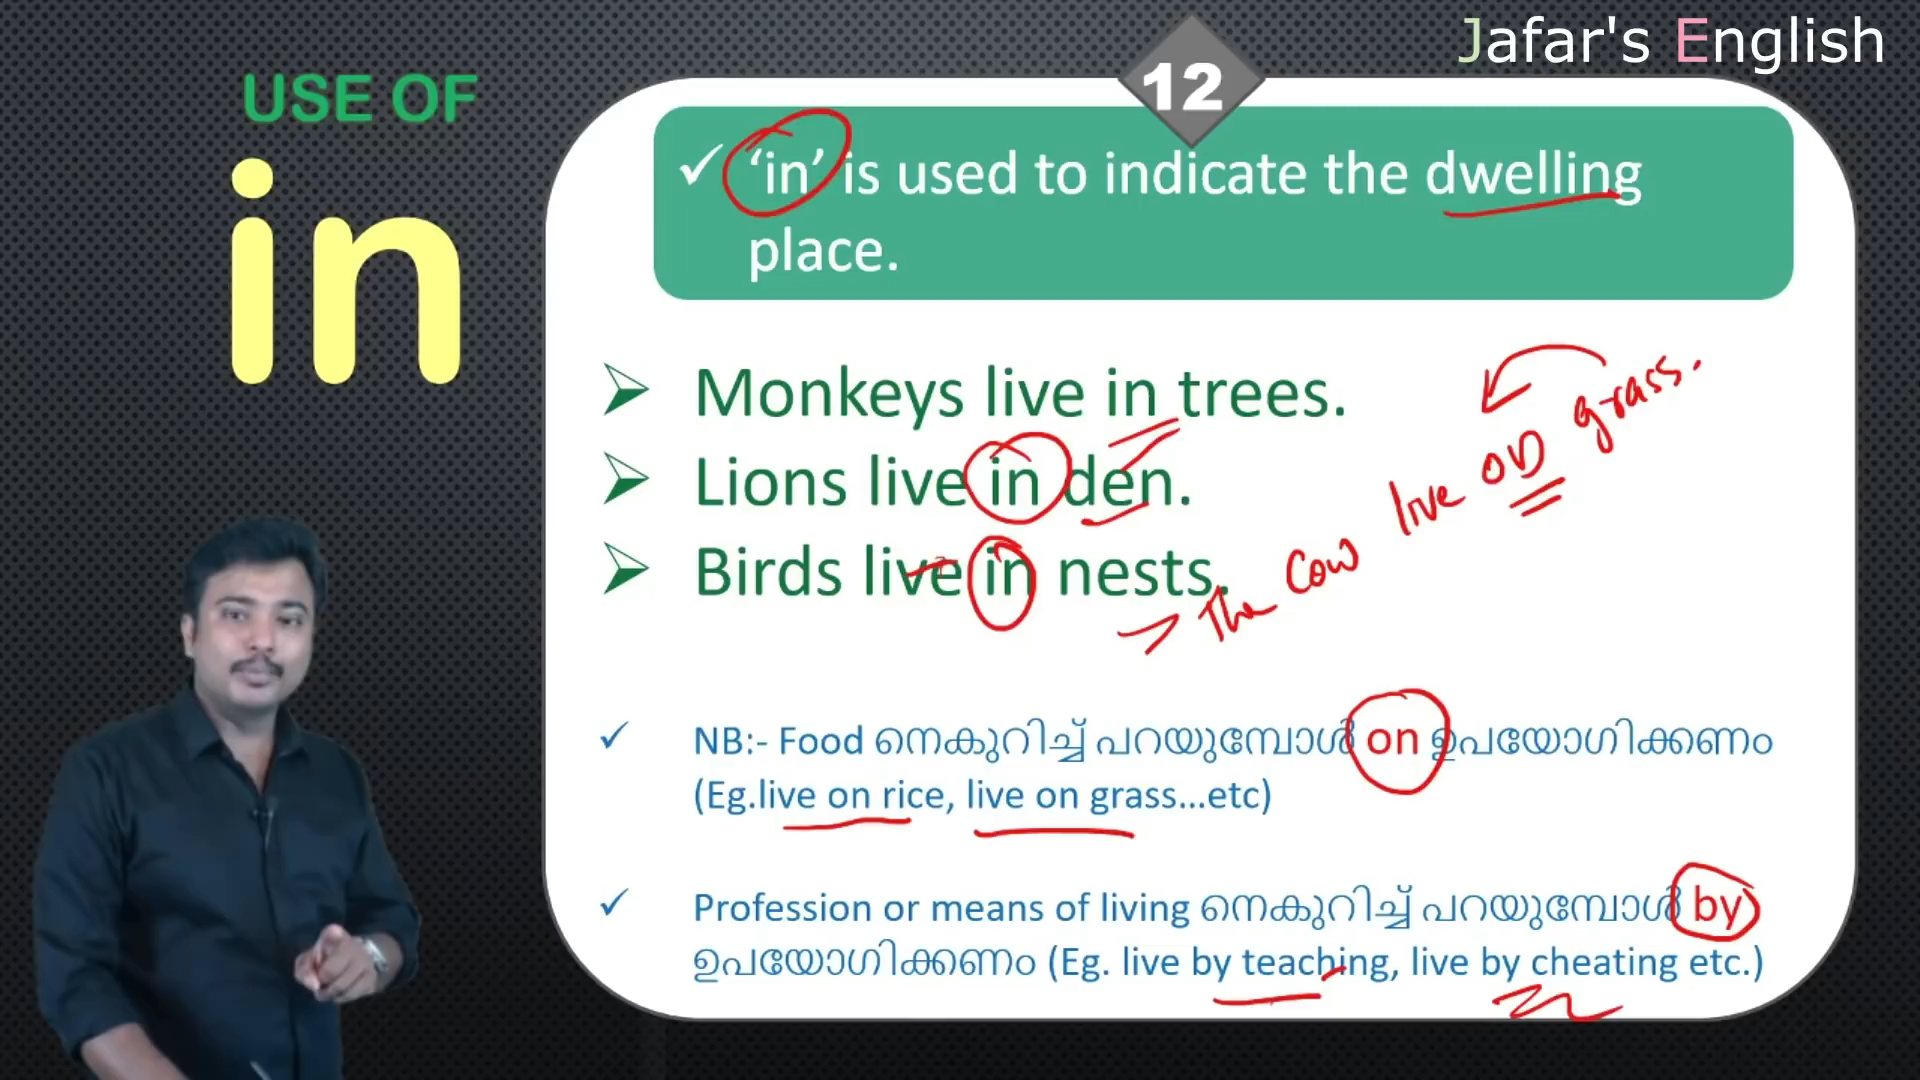 Jafar's English
USE OF
in
12
✓ ‘in’ is used to indicate the dwelling
place.
➢ Monkeys live in trees.
➢ Lions live in den.
➢ Birds live in nests.
→ The Cow live on grass.
✓ NB:- Food നെകുറിച്ച് പറയുമ്പോൾ on ഉപയോഗിക്കണം
(Eg.live on rice, live on grass...etc)
✓ Profession or means of living നെകുറിച്ച് പറയുമ്പോൾ by
ഉപയോഗിക്കണം (Eg. live by teaching, live by cheating etc.)